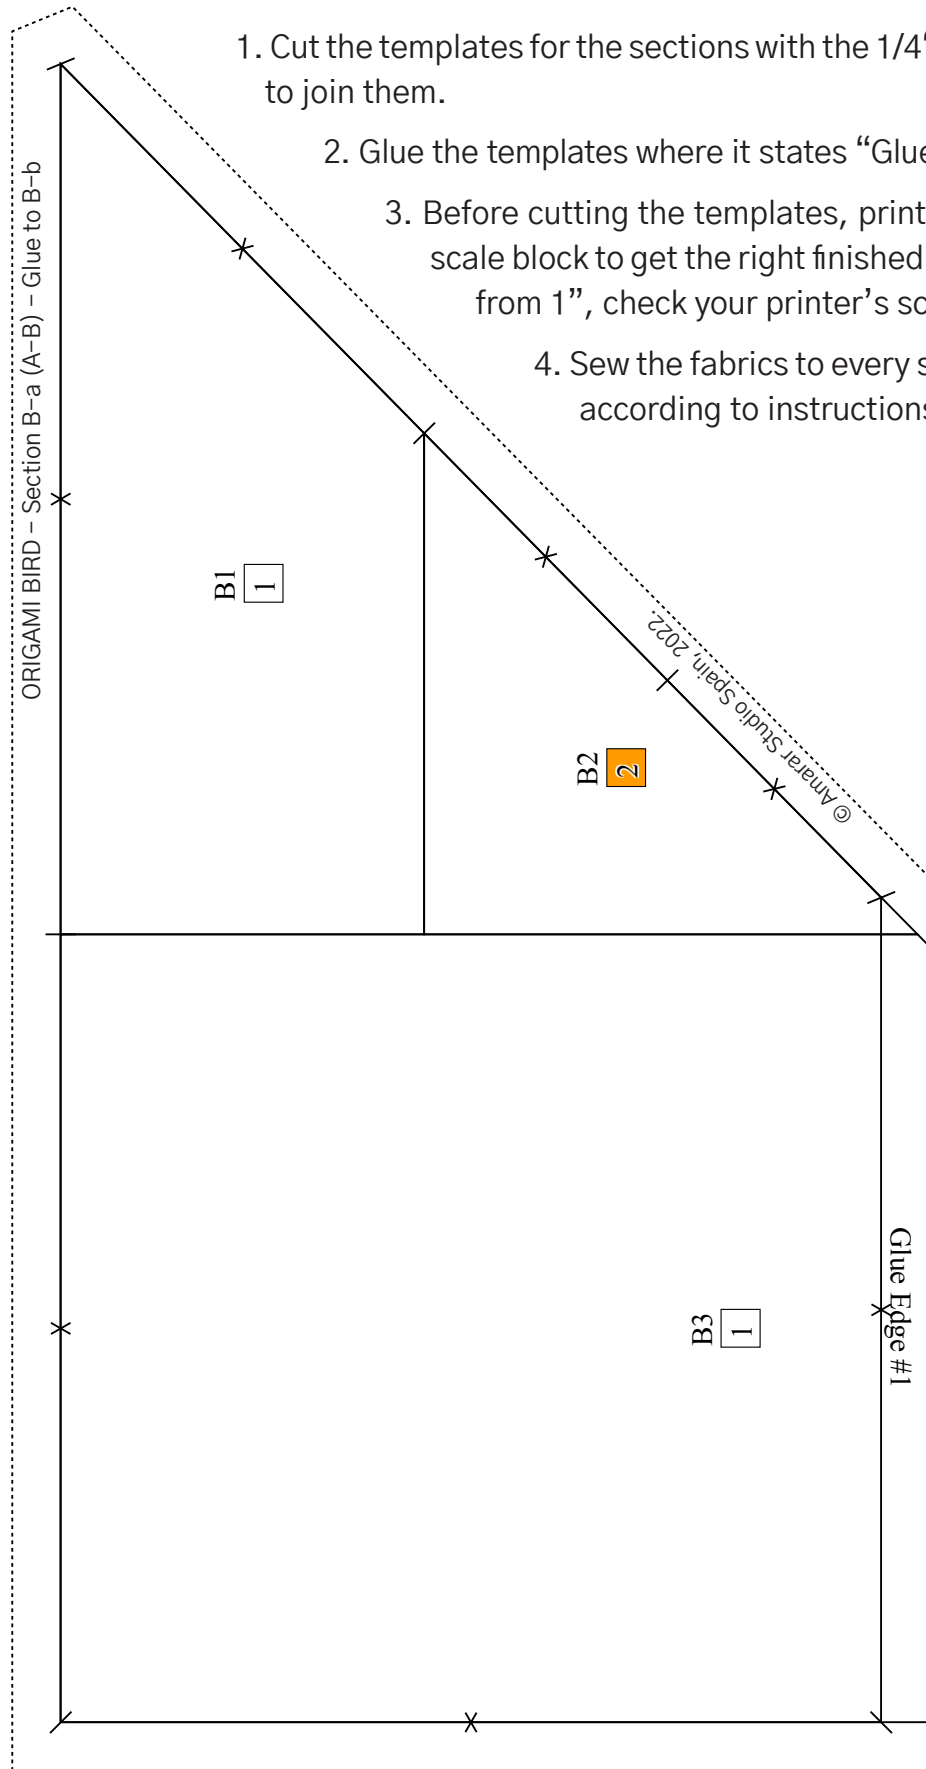 1. Cut the templates for the sections with the 1/4"
to join them.
2. Glue the templates where it states “Glue
3. Before cutting the templates, print
scale block to get the right finished
from 1”, check your printer’s sc
4. Sew the fabrics to every s
according to instructions
ORIGAMI BIRD - Section B-a (A-B) - Glue to B-b
B1
1
© Amarar Studio Spain, 2022.
B2
2
B3
1
Glue Edge #1